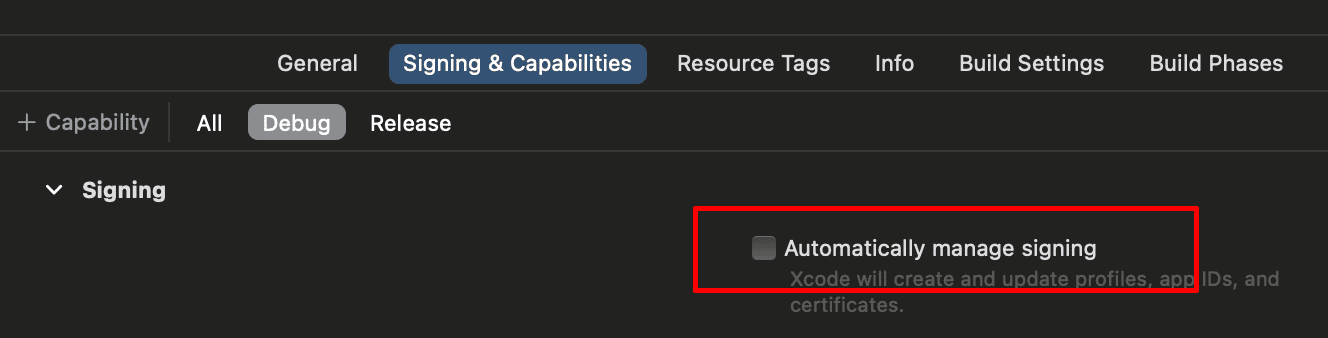 General Signing & Capabilities Resource Tags Info Build Settings Build Phases
+ Capability All Debug Release
Signing
Automatically manage signing
Xcode will create and update profiles, app IDs, and
certificates.